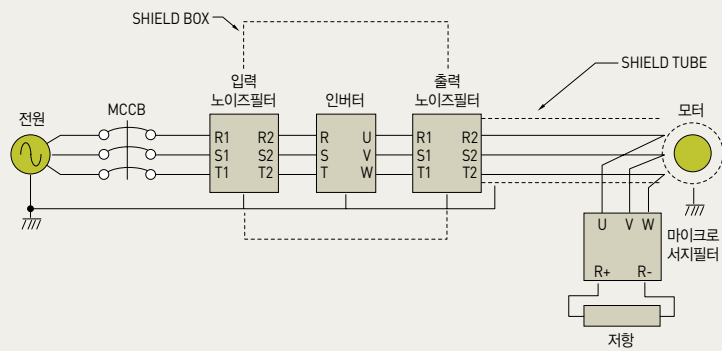 SHIELD BOX
SHIELD TUBE
전원
MCCB
입력
노이즈필터
인버터
출력
노이즈필터
모터
R1 R2
S1 S2
T1 T2
R U
S V
T W
R1 R2
S1 S2
T1 T2
U V W
R+ R-
마이크로
서지필터
저항